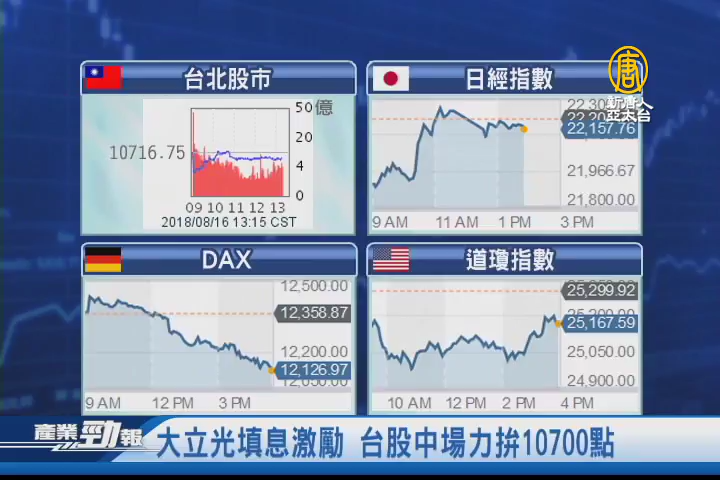 唐
新唐人
亞太台
台北股市
10716.75
50億
20
4
0
09 10 11 12 13
2018/08/16 13:15 CST
日經指數
22,157.76
21,966.67
21,800.00
9 AM 11 AM 1 PM 3 PM
DAX
12,500.00
12,358.87
12,200.00
12,126.97
9 AM 12 PM 3 PM
道瓊指數
25,299.92
25,167.59
25,050.00
24,900.00
10 AM 12 PM 2 PM 4 PM
產業勁報
大立光填息激勵 台股中場力拚10700點